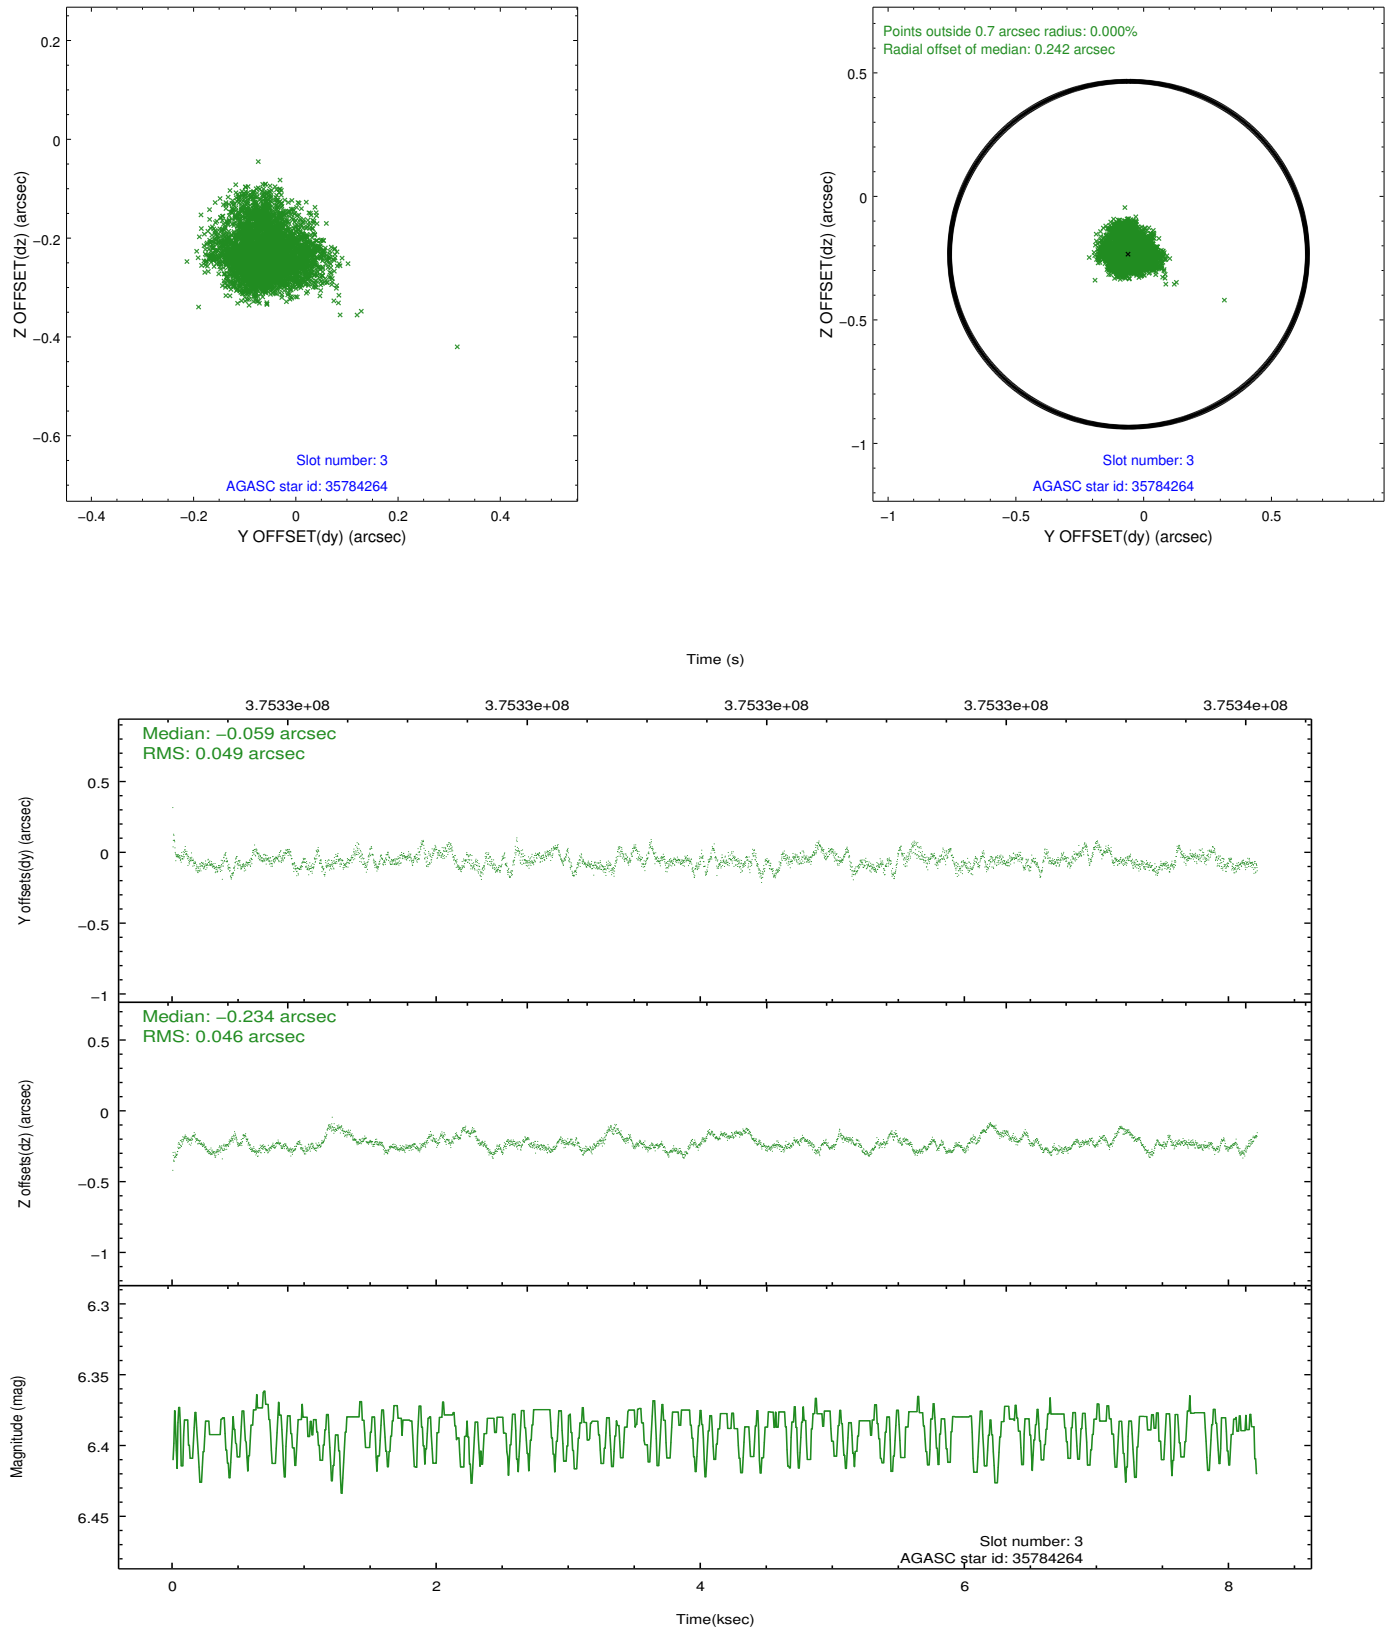 0.2
0
−0.2
−0.4
−0.6
Z OFFSET(dz) (arcsec)
Slot number: 3
AGASC star id: 35784264
−0.4
−0.2
0
0.2
0.4
Y OFFSET(dy) (arcsec)
Points outside 0.7 arcsec radius: 0.000%
Radial offset of median: 0.242 arcsec
0.5
0
−0.5
−1
Z OFFSET(dz) (arcsec)
Slot number: 3
AGASC star id: 35784264
−1
−0.5
0
0.5
Y OFFSET(dy) (arcsec)
Time (s)
3.7533e+08
3.7533e+08
3.7533e+08
3.7533e+08
3.7534e+08
Median: −0.059 arcsec
RMS: 0.049 arcsec
0.5
0
−0.5
−1
Y offsets(dy) (arcsec)
Median: −0.234 arcsec
RMS: 0.046 arcsec
0.5
0
−0.5
−1
Z offsets(dz) (arcsec)
6.3
6.35
6.4
6.45
Magnitude (mag)
Slot number: 3
AGASC star id: 35784264
0
2
4
6
8
Time(ksec)